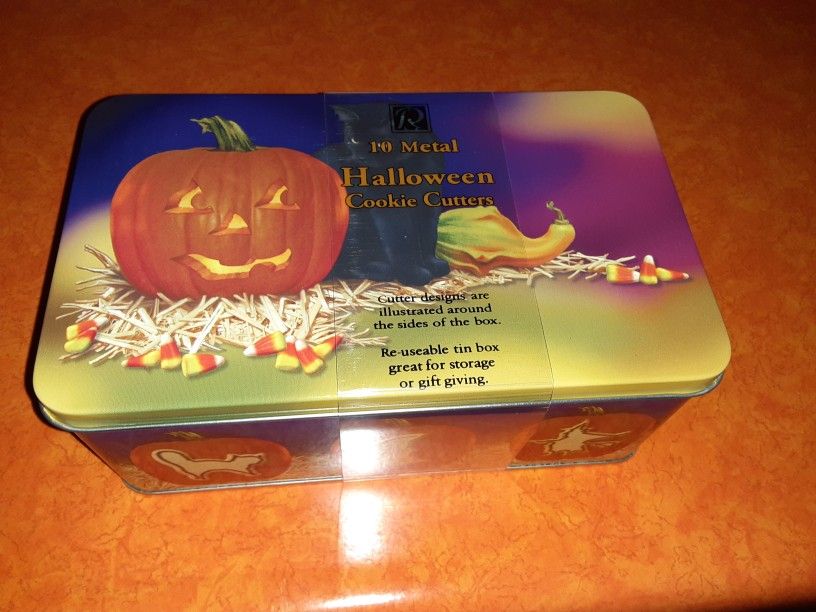 R
10 Metal
Halloween
Cookie Cutters
Cutter designs are
illustrated around
the sides of the box.
Re-useable tin box
great for storage
or gift giving.